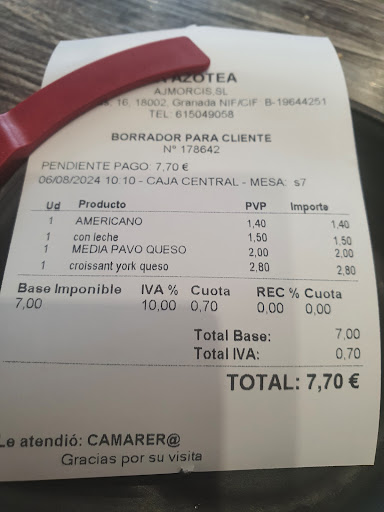 AZOTEA
AJMORCIS,SL
16, 18002, Granada NIF/CIF: B-19644251
TEL: 615049058
BORRADOR PARA CLIENTE
Nº 178642
PENDIENTE PAGO: 7,70 €
06/08/2024 10:10 - CAJA CENTRAL - MESA: s7
Ud Producto PVP Importe
1 AMERICANO 1,40 1,40
1 con leche 1,50 1,50
1 MEDIA PAVO QUESO 2,00 2,00
1 croissant york queso 2,80 2,80
Base Imponible IVA % Cuota REC % Cuota
7,00 10,00 0,70 0,00 0,00
Total Base: 7,00
Total IVA: 0,70
TOTAL: 7,70 €
Le atendió: CAMARER@
Gracias por su visita